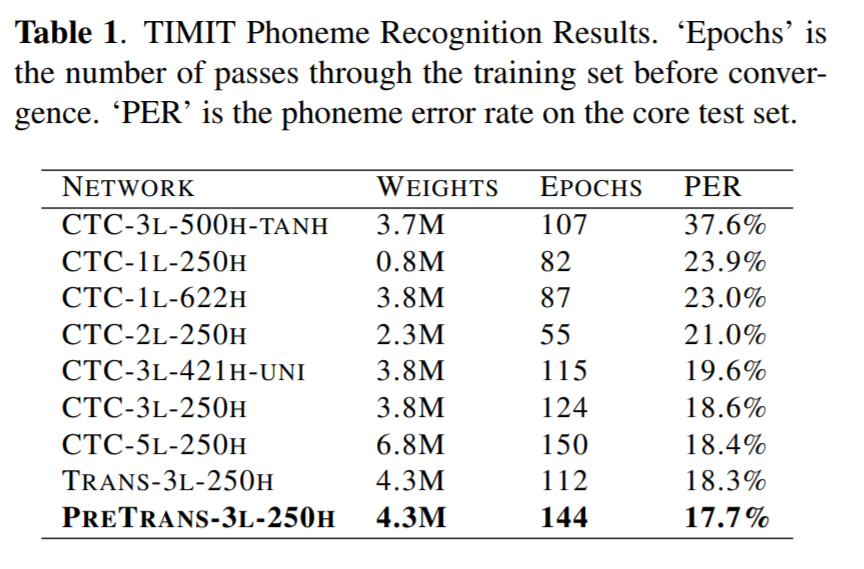 Table 1. TIMIT Phoneme Recognition Results. ‘Epochs’ is
the number of passes through the training set before conver-
gence. ‘PER’ is the phoneme error rate on the core test set.
NETWORK WEIGHTS EPOCHS PER
CTC-3L-500H-TANH 3.7M 107 37.6%
CTC-1L-250H 0.8M 82 23.9%
CTC-1L-622H 3.8M 87 23.0%
CTC-2L-250H 2.3M 55 21.0%
CTC-3L-421H-UNI 3.8M 115 19.6%
CTC-3L-250H 3.8M 124 18.6%
CTC-5L-250H 6.8M 150 18.4%
TRANS-3L-250H 4.3M 112 18.3%
PRETRANS-3L-250H 4.3M 144 17.7%